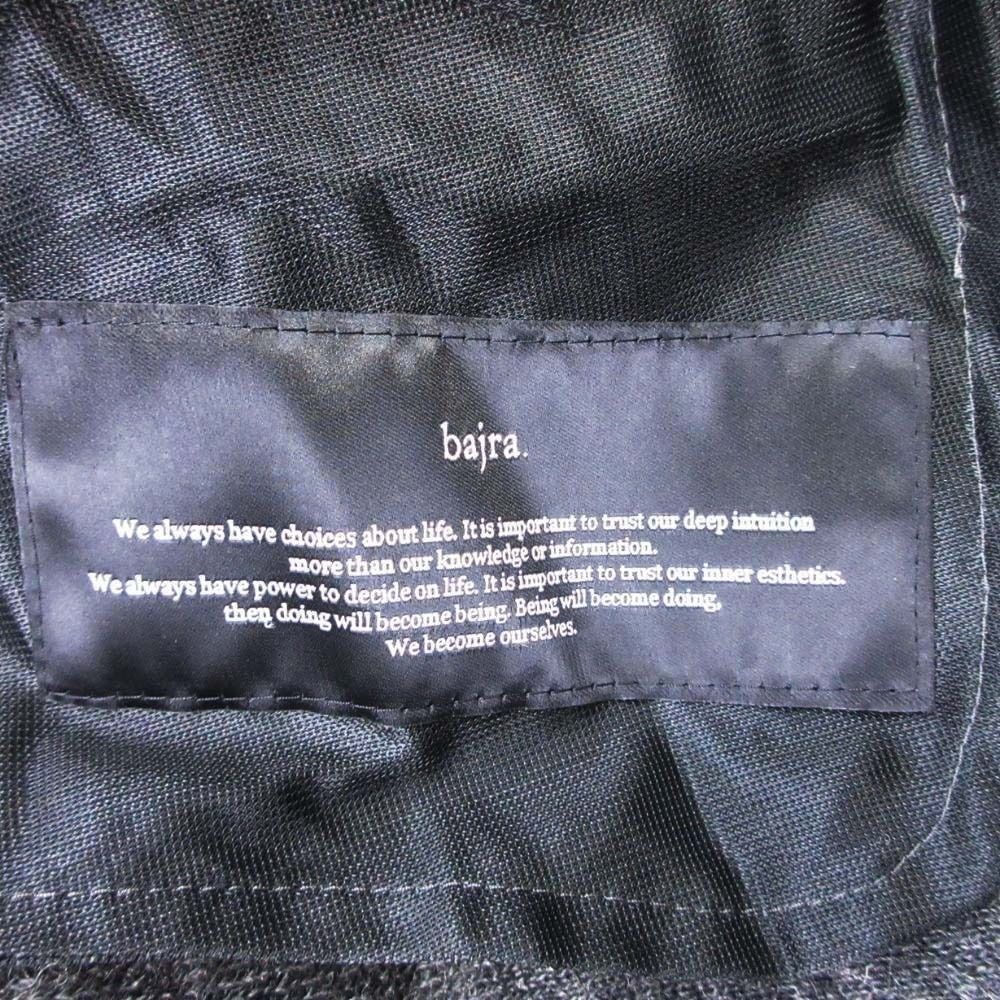 bajra.
We always have choices about life. It is important to trust our deep intuition
more than our knowledge or information.
We always have power to decide on life. It is important to trust our inner esthetics.
then doing will become being. Being will become doing,
We become ourselves.